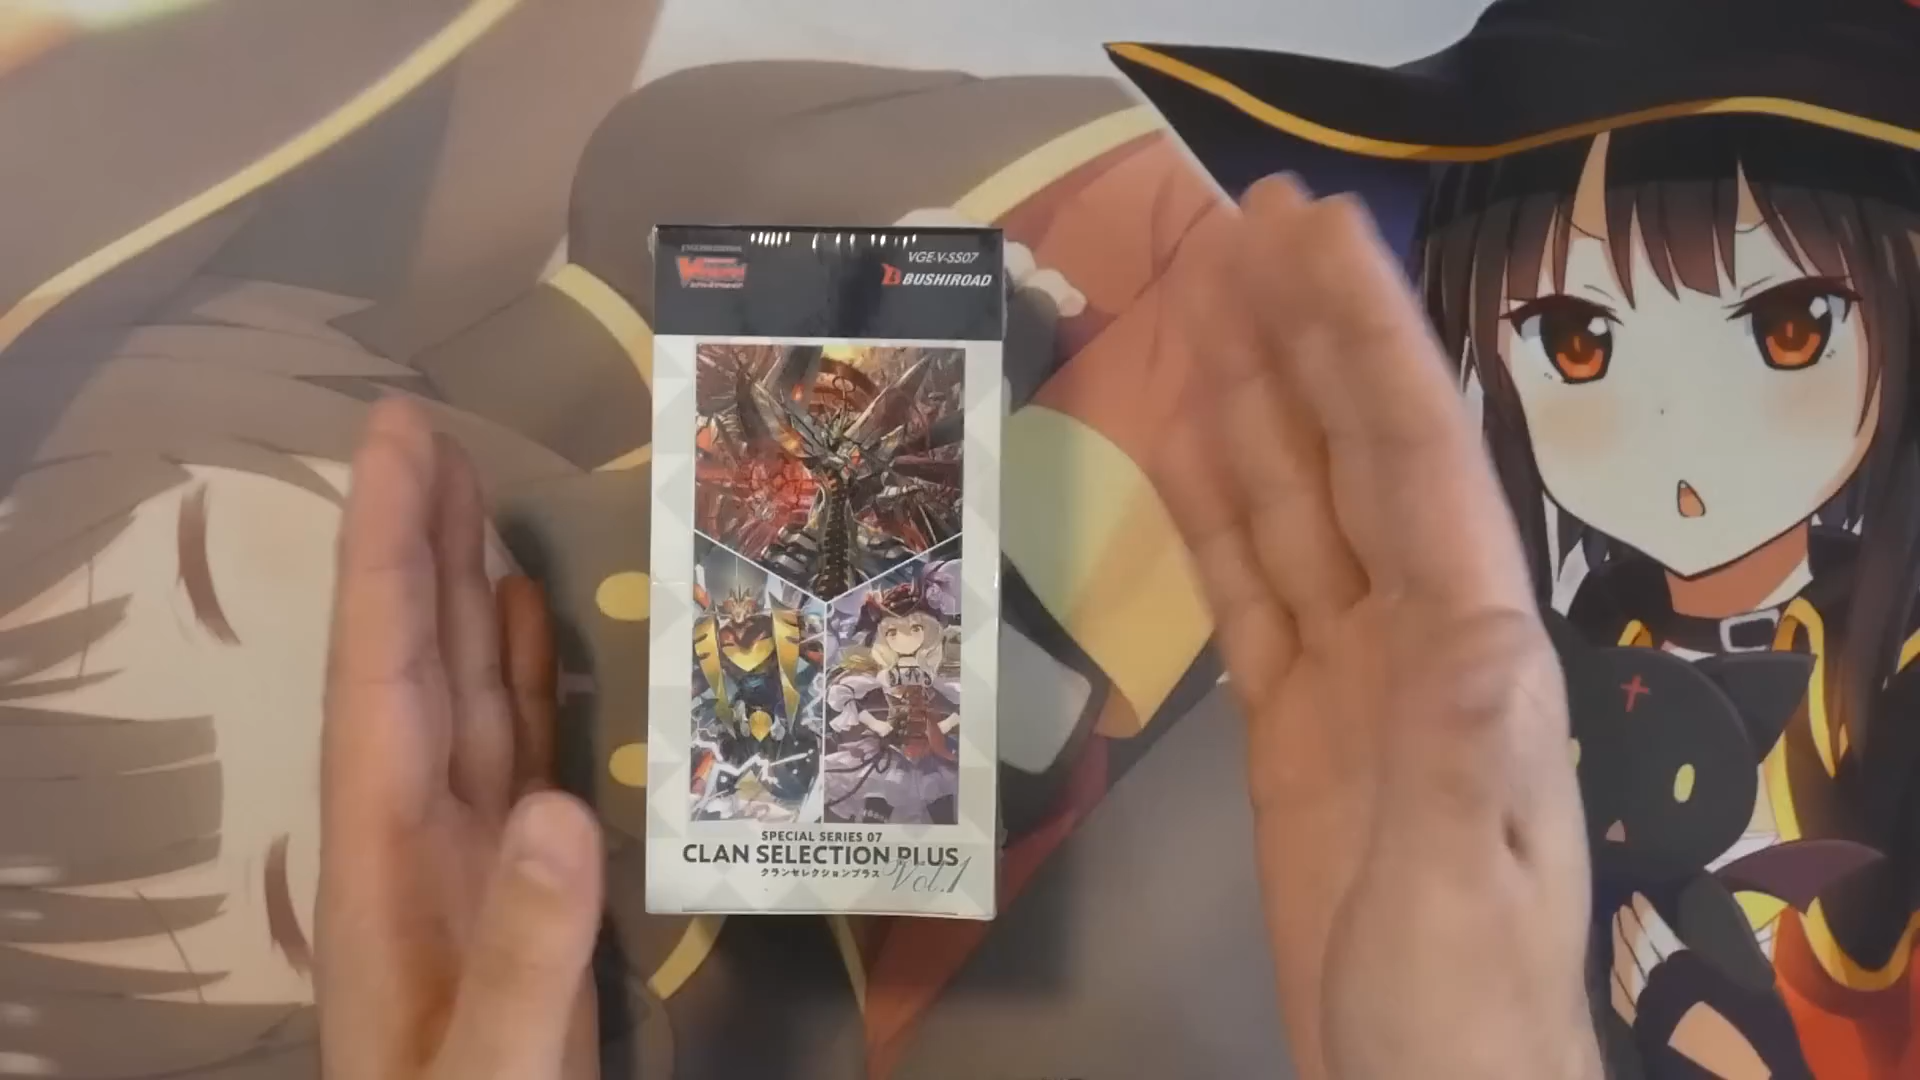 VGE-V-SS07
VANGUARD
BUSHIROAD
SPECIAL SERIES 07
CLAN SELECTION PLUS
クランセレクションプラス
Vol.1